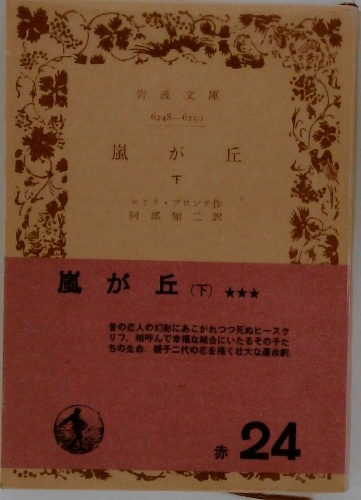 岩波文庫
6248—6250
嵐が丘
下
エミリ・ブロンテ作
阿部知二訳
嵐が丘(下)★★★
昔の恋人の幻影にあこがれつつ死ぬヒースク
リフ、相呼んで幸福な結合にいたるその子た
ちの生命。親子二代の恋を描く壮大な運命劇。
赤 24